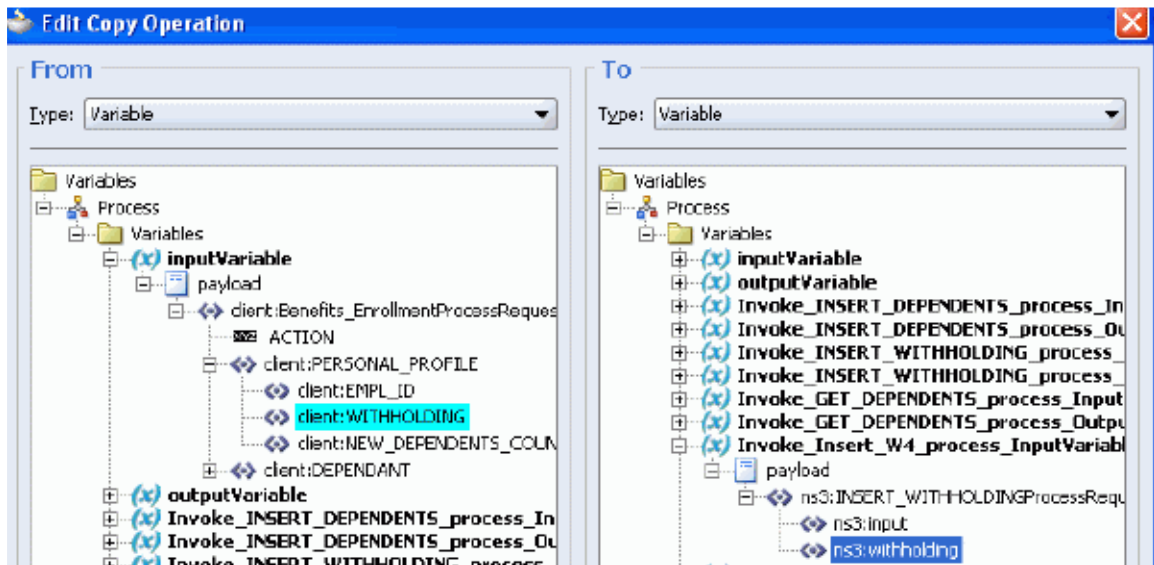 Edit Copy Operation
From
Type: Variable
Variables
Process
Variables
inputVariable
payload
client:Benefits_EnrollmentProcessReques
ACTION
client:PERSONAL_PROFILE
client:EMPL_ID
client:WITHHOLDING
client:NEW_DEPENDENTS_COUN
client:DEPENDANT
outputVariable
Invoke_INSERT_DEPENDENTS_process_In
Invoke_INSERT_DEPENDENTS_process_Ou
Invoke_INSERT_WITHHOLDING_process_
To
Type: Variable
Variables
Process
Variables
inputVariable
outputVariable
Invoke_INSERT_DEPENDENTS_process_In
Invoke_INSERT_DEPENDENTS_process_Ou
Invoke_INSERT_WITHHOLDING_process_
Invoke_INSERT_WITHHOLDING_process_
Invoke_GET_DEPENDENTS_process_Input
Invoke_GET_DEPENDENTS_process_Outpu
Invoke_Insert_W4_process_InputVariabl
payload
ns3:INSERT_WITHHOLDINGProcessRequ
ns3:input
ns3:withholding